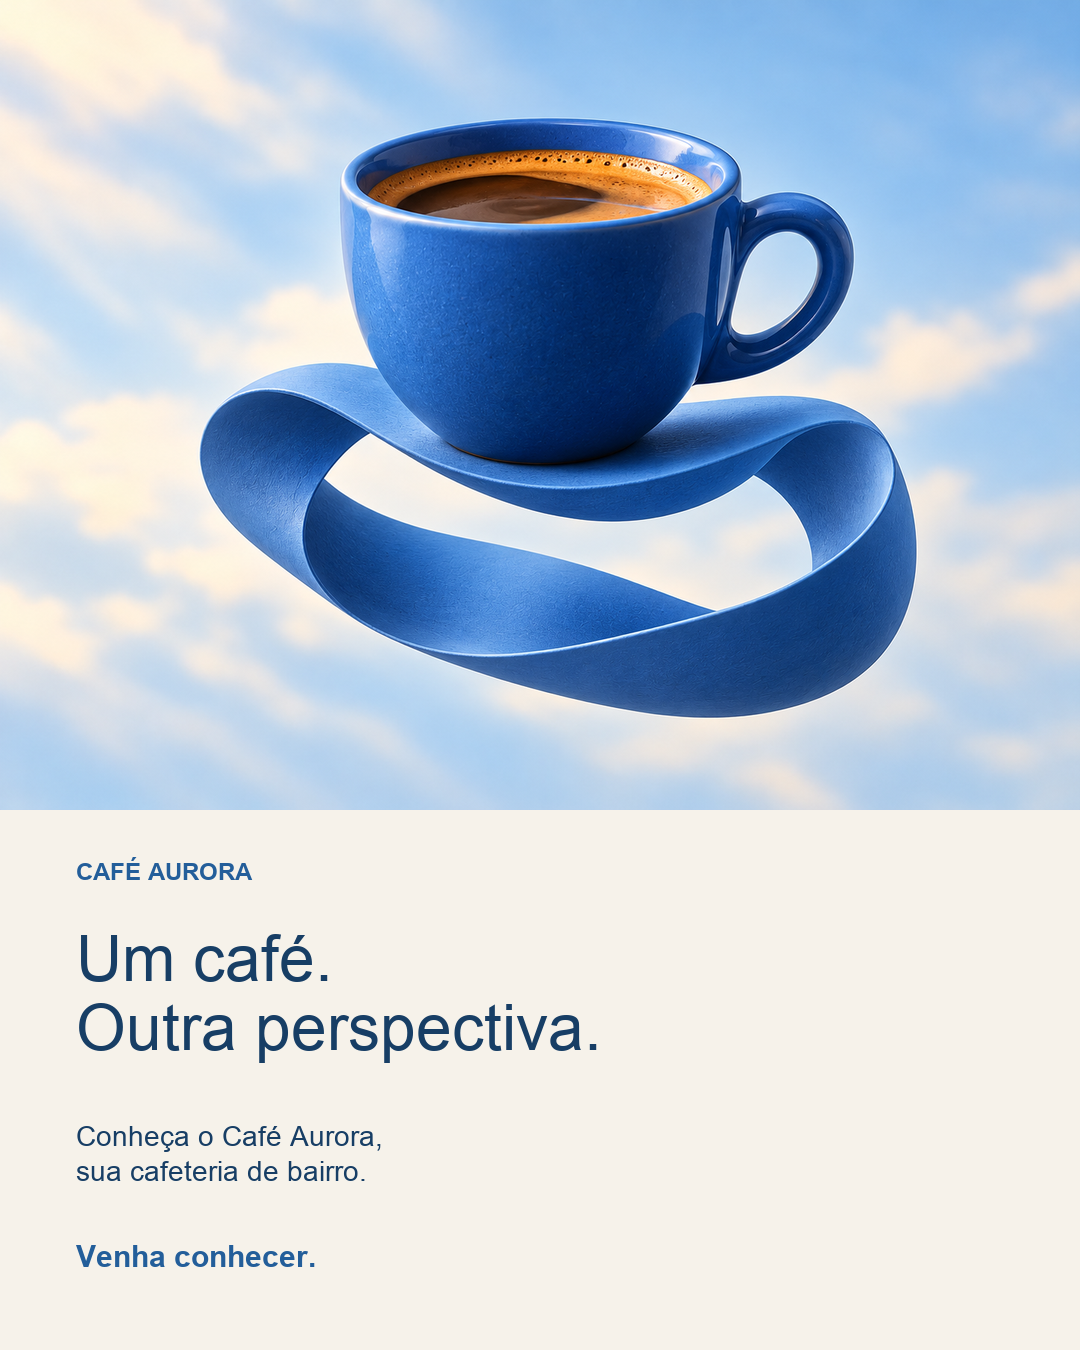 CAFÉ AURORA
Um café.
Outra perspectiva.
Conheça o Café Aurora,
sua cafeteria de bairro.
Venha conhecer.